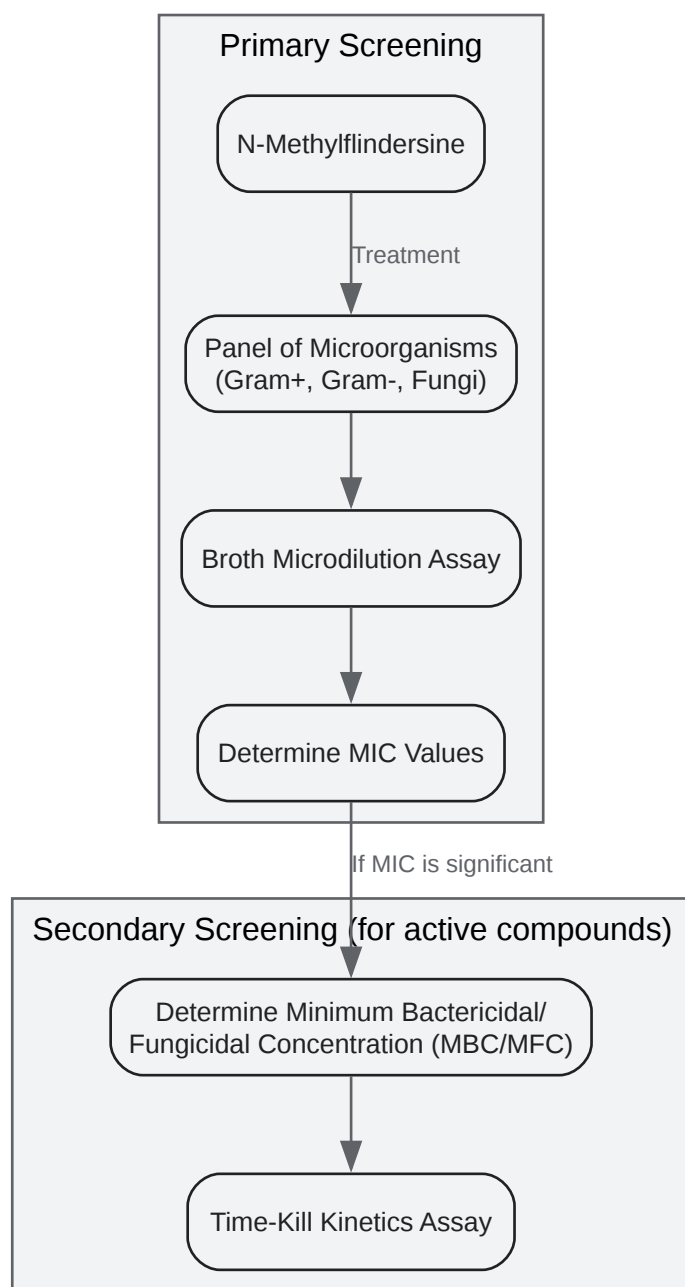 Primary Screening
N-Methylflindersine
Treatment
Panel of Microorganisms
(Gram+, Gram-, Fungi)
Broth Microdilution Assay
Determine MIC Values
If MIC is significant
Secondary Screening (for active compounds)
Determine Minimum Bactericidal/
Fungicidal Concentration (MBC/MFC)
Time-Kill Kinetics Assay